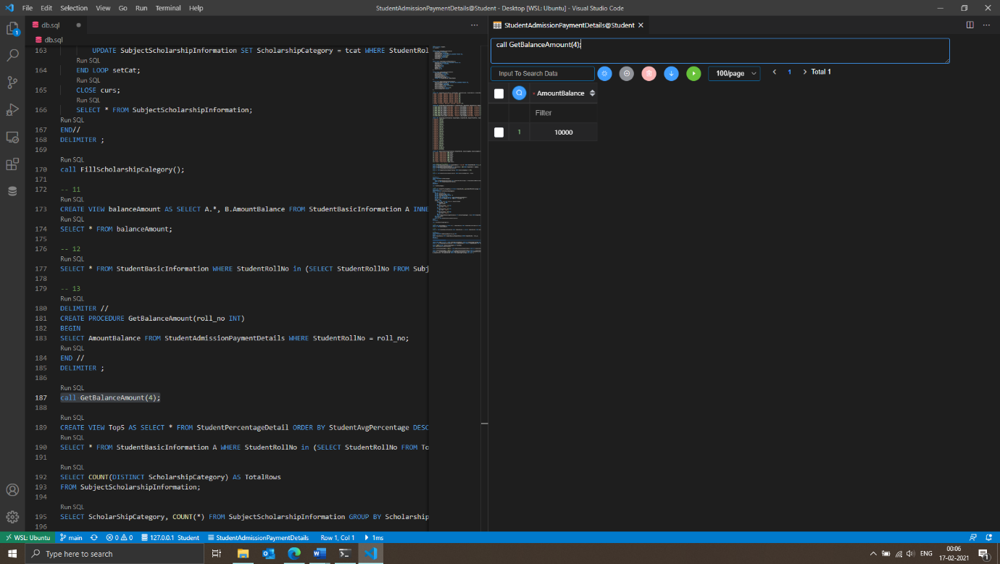 File Edit Selection View Go Run Terminal Help
StudentAdmissionPaymentDetails@Student - Desktop [WSL: Ubuntu] - Visual Studio Code
1
db.sql
db.sql
163 UPDATE SubjectScholarshipInformation SET ScholarshipCategory = tcat WHERE StudentRol
Run SQL
164 END LOOP setCat;
Run SQL
165 CLOSE curs;
Run SQL
166 SELECT * FROM SubjectScholarshipInformation;
Run SQL
167 END//
168 DELIMITER ;
169
Run SQL
170 call FillScholarshipCalegory();
171
172 -- 11
Run SQL
173 CREATE VIEW balanceAmount AS SELECT A.*, B.AmountBalance FROM StudentBasicInformation A INNE
Run SQL
174 SELECT * FROM balanceAmount;
175
176 -- 12
Run SQL
177 SELECT * FROM StudentBasicInformation WHERE StudentRollNo in (SELECT StudentRollNo FROM Subj
178
179 -- 13
Run SQL
180 DELIMITER //
181 CREATE PROCEDURE GetBalanceAmount(roll_no INT)
182 BEGIN
183 SELECT AmountBalance FROM StudentAdmissionPaymentDetails WHERE StudentRollNo = roll_no;
Run SQL
184 END //
185 DELIMITER ;
186
Run SQL
187 call GetBalanceAmount(4);
188
Run SQL
189 CREATE VIEW Top5 AS SELECT * FROM StudentPercentageDetail ORDER BY StudentAvgPercentage DESC
Run SQL
190 SELECT * FROM StudentBasicInformation A WHERE StudentRollNo in (SELECT StudentRollNo FROM To
191
Run SQL
192 SELECT COUNT(DISTINCT ScholarshipCategory) AS TotalRows
193 FROM SubjectScholarshipInformation;
194
Run SQL
195 SELECT ScholarShipCategory, COUNT(*) FROM SubjectScholarshipInformation GROUP BY Scholarship
196
StudentAdmissionPaymentDetails@Student
call GetBalanceAmount(4);
Input To Search Data 100/page 1 Total 1
* AmountBalance
Filter
1 10000
WSL: Ubuntu main 0 0 127.0.0.1 Student StudentAdmissionPaymentDetails Row 1, Col 1 1ms
Type here to search
ENG
00:06
17-02-2021
1